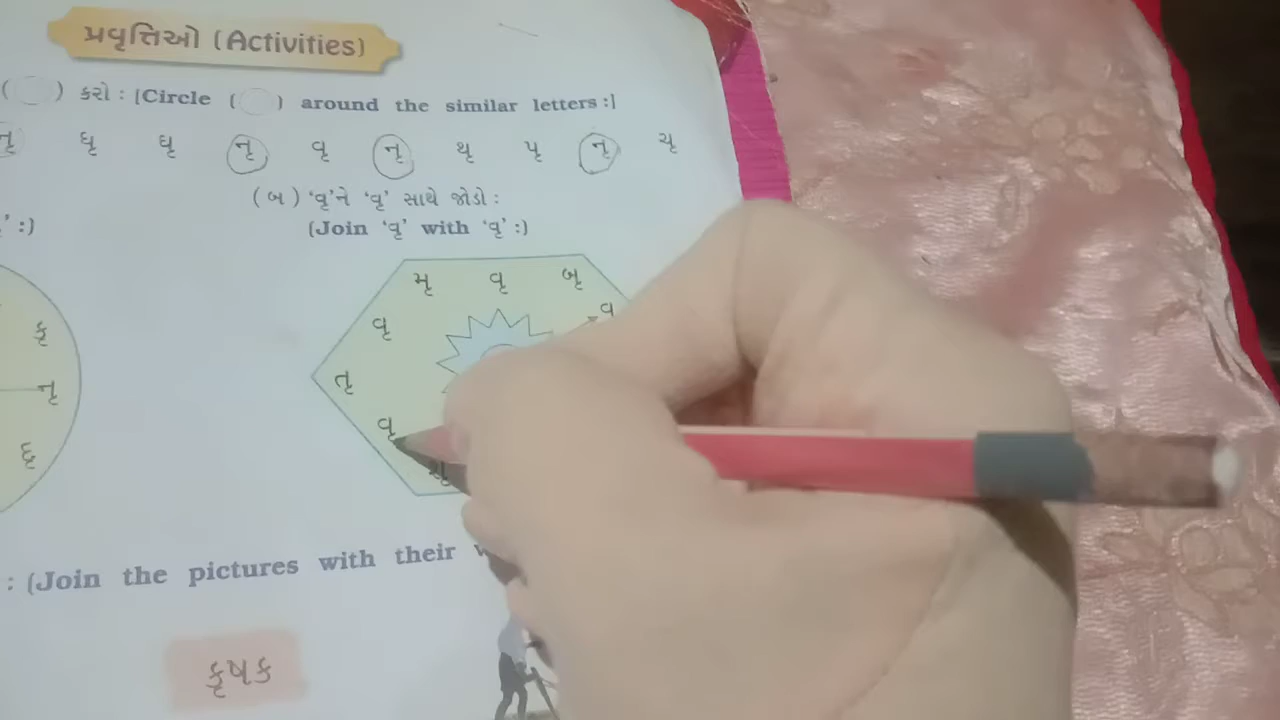 પ્રવૃત્તિઓ (Activities)
( ) કરો : [Circle ( ) around the similar letters :]
નૃ ધૃ ઘૃ નૃ વૃ નૃ થૃ પૃ નૃ ચૃ
(બ) ‘વૃ’ને ‘વૃ’ સાથે જોડો :
’ :)
(Join ‘વૃ’ with ‘વૃ’ :)
મૃ વૃ બૃ
વૃ
કૃ
તૃ
નૃ
વૃ
: (Join the pictures with their
કૃષક